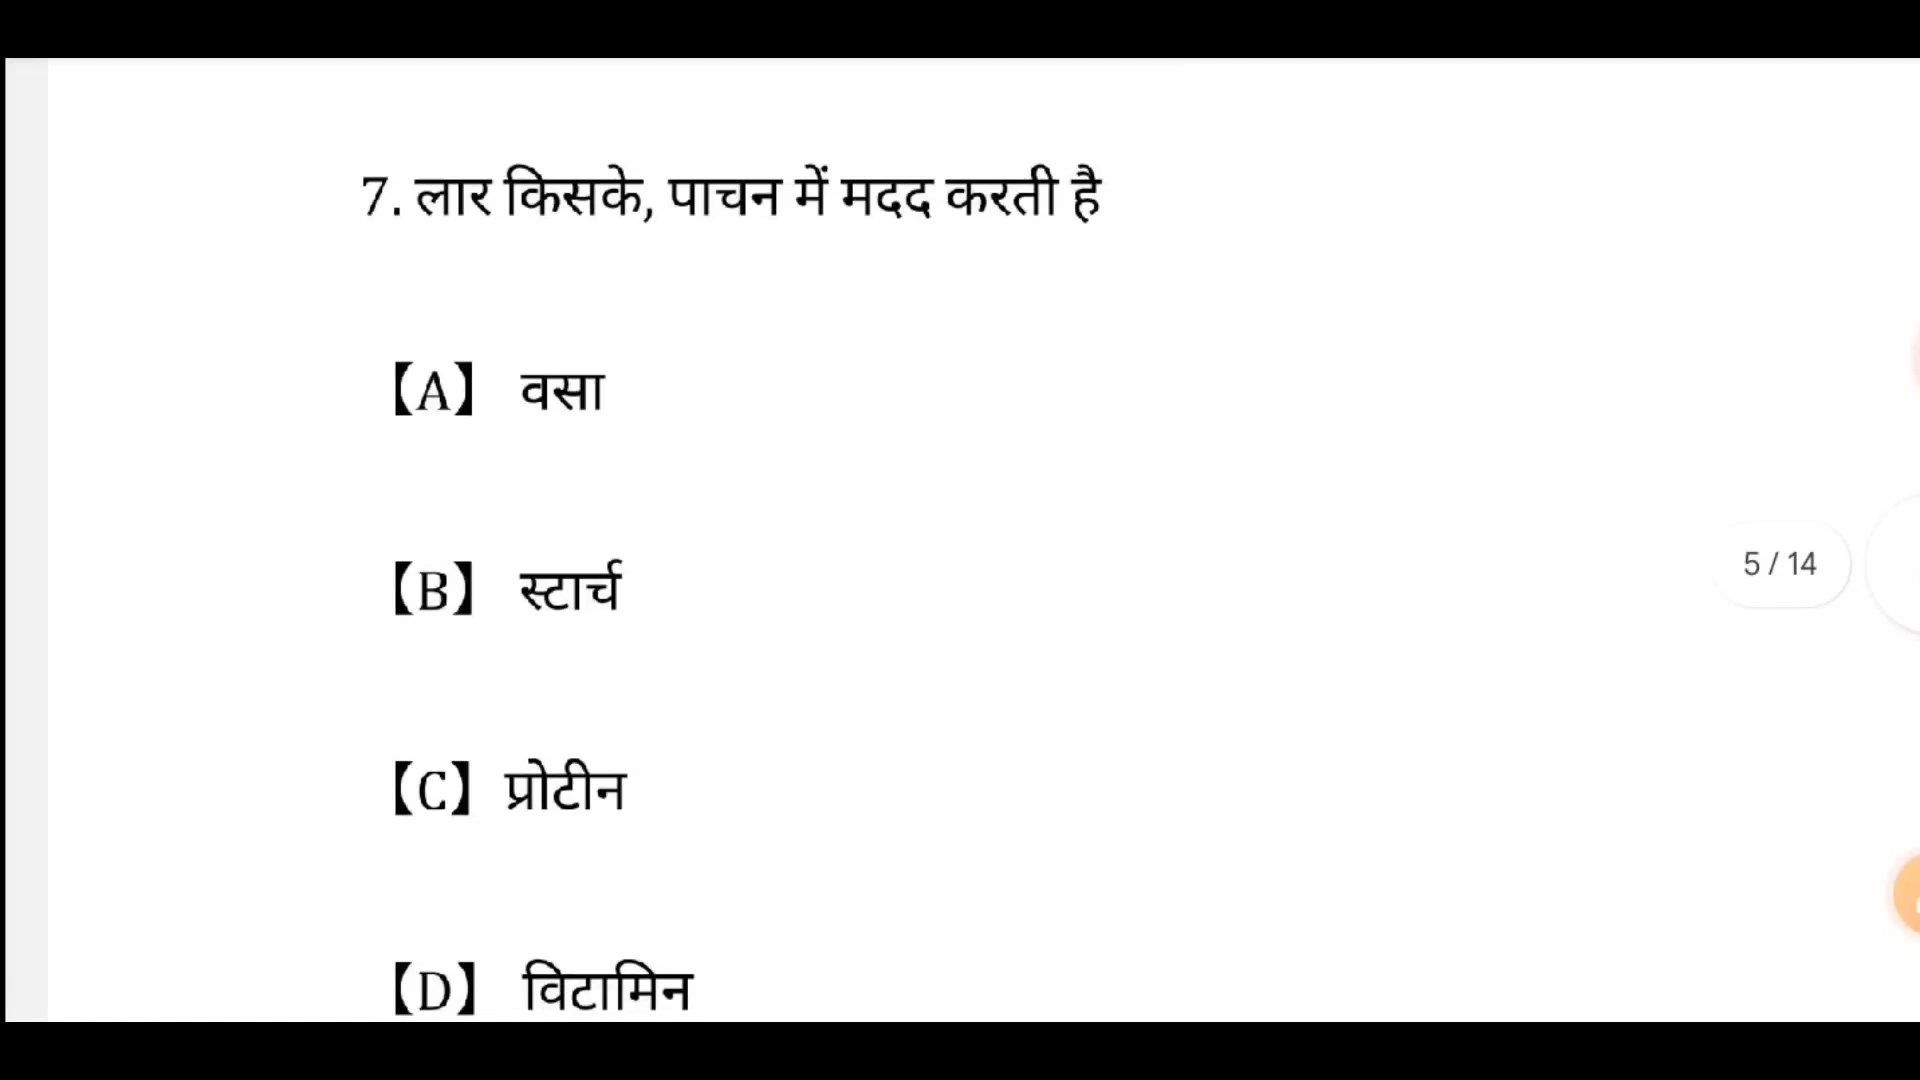 7. लार किसके, पाचन में मदद करती है
【A】 वसा
【B】 स्टार्च
5 / 14
【C】 प्रोटीन
【D】 विटामिन